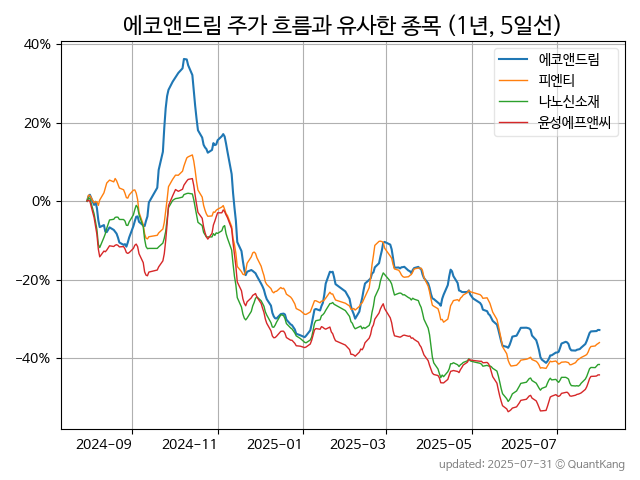 에코앤드림 주가 흐름과 유사한 종목 (1년, 5일선)
에코앤드림
피엔티
나노신소재
윤성에프앤씨
40%
20%
0%
−20%
−40%
2024-09
2024-11
2025-01
2025-03
2025-05
2025-07
updated: 2025-07-31 © QuantKang